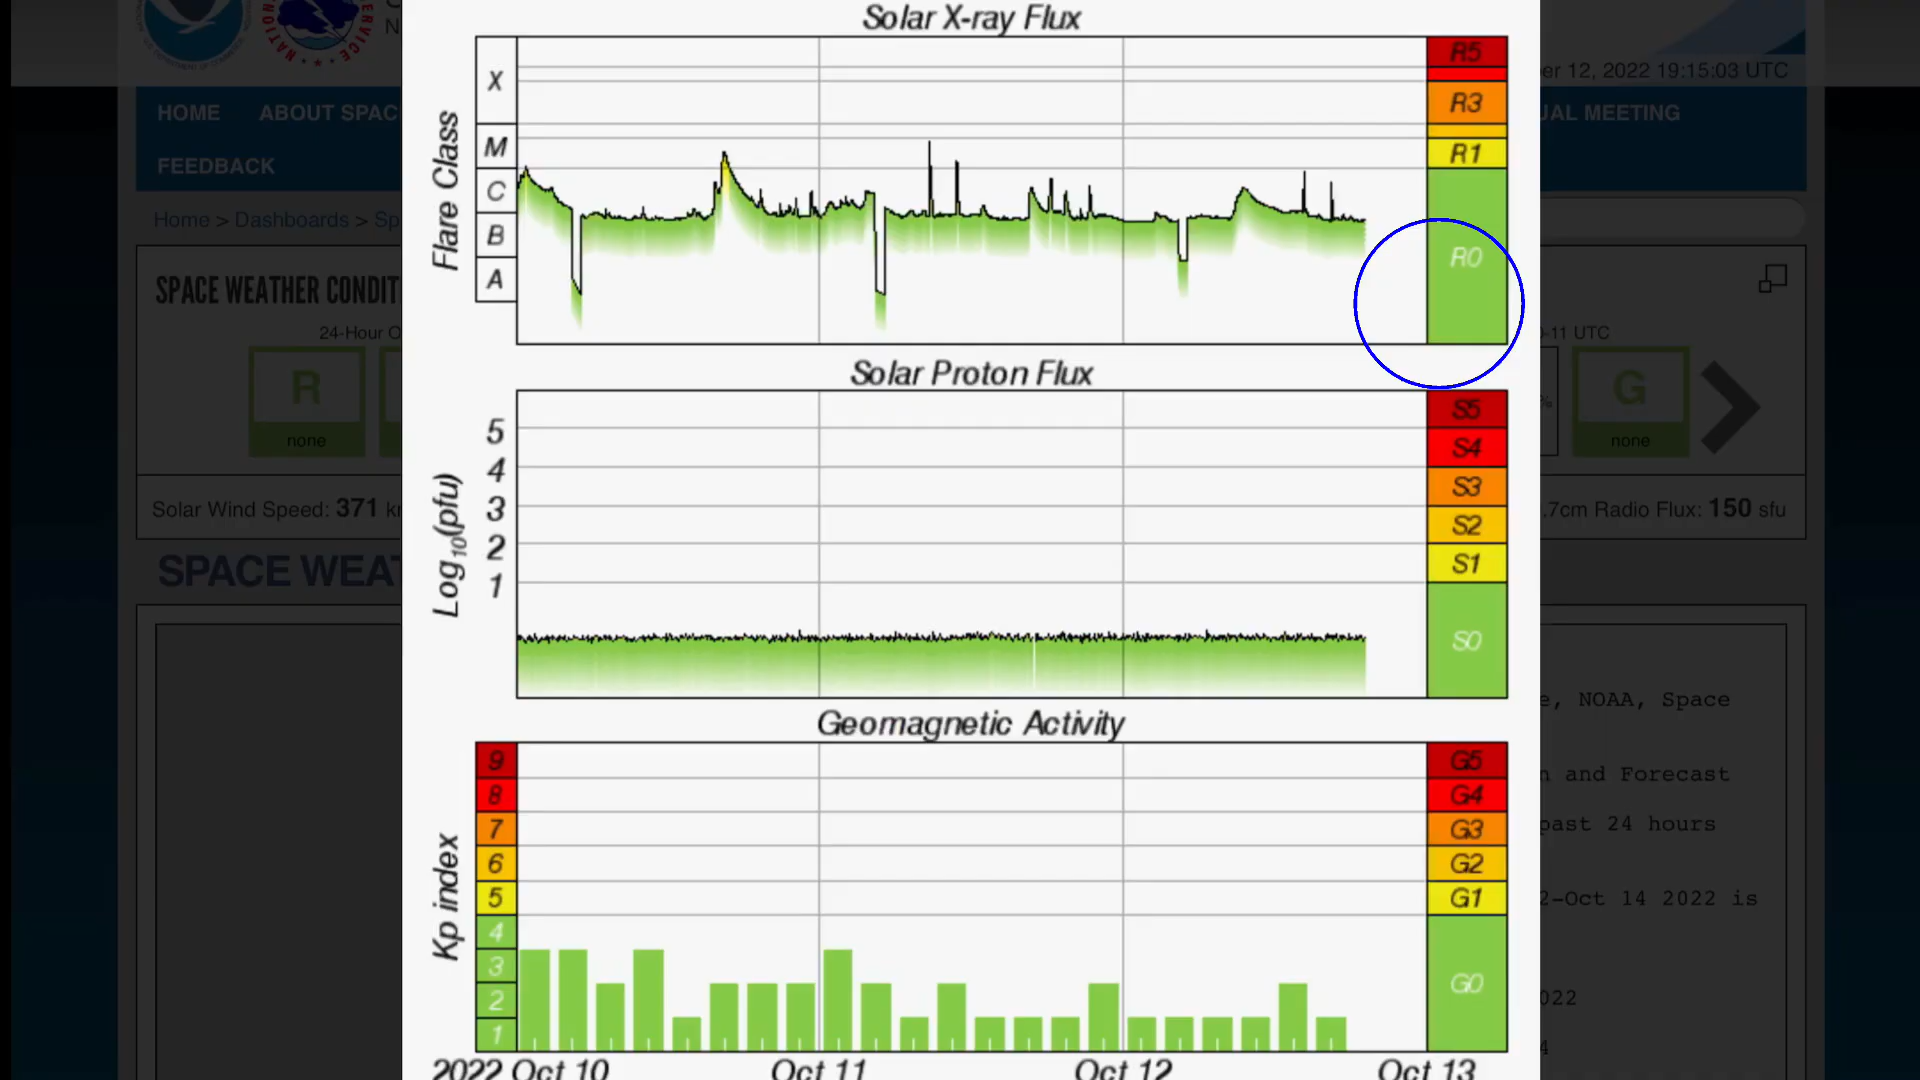 Solar X-ray Flux
X
M
C
B
A
Flare Class
R5
R3
R1
R0
er 12, 2022 19:15:03 UTC
HOME
ABOUT SPAC
UAL MEETING
FEEDBACK
Home > Dashboards > Sp
SPACE WEATHER CONDIT
24-Hour O
0-11 UTC
R
none
G
none
%
Solar Wind Speed: 371
.7cm Radio Flux: 150 sfu
SPACE WEAT
Solar Proton Flux
5
4
3
2
1
Log10(pfu)
S5
S4
S3
S2
S1
S0
e, NOAA, Space
n and Forecast
past 24 hours
2-Oct 14 2022 is
022
4
Geomagnetic Activity
9
8
7
6
5
4
3
2
1
Kp index
G5
G4
G3
G2
G1
G0
2022 Oct 10
Oct 11
Oct 12
Oct 13